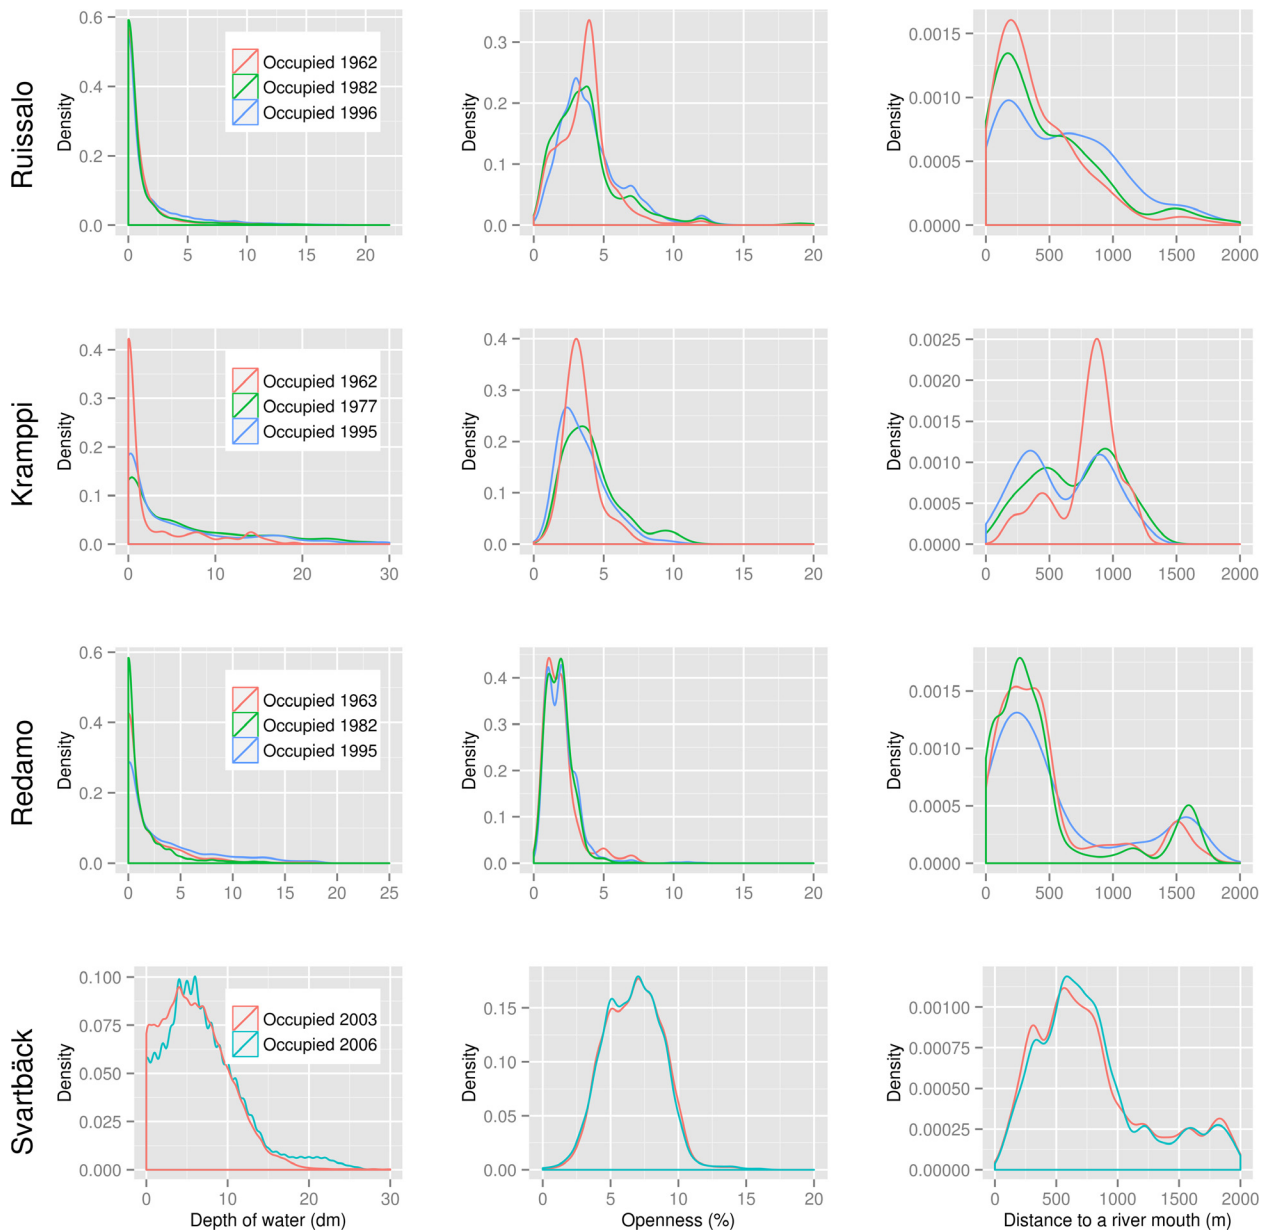 Ruissalo
Density
0.6
0.4
0.2
0.0
0 5 10 15 20
Occupied 1962
Occupied 1982
Occupied 1996
Density
0.3
0.2
0.1
0.0
0 5 10 15 20
Density
0.0015
0.0010
0.0005
0.0000
0 500 1000 1500 2000
Kramppi
Density
0.4
0.3
0.2
0.1
0.0
0 10 20 30
Occupied 1962
Occupied 1977
Occupied 1995
Density
0.4
0.3
0.2
0.1
0.0
0 5 10 15 20
Density
0.0025
0.0020
0.0015
0.0010
0.0005
0.0000
0 500 1000 1500 2000
Redamo
Density
0.6
0.4
0.2
0.0
0 5 10 15 20 25
Occupied 1963
Occupied 1982
Occupied 1995
Density
0.4
0.3
0.2
0.1
0.0
0 5 10 15 20
Density
0.0015
0.0010
0.0005
0.0000
0 500 1000 1500 2000
Svartbäck
Density
0.100
0.075
0.050
0.025
0.000
0 10 20 30
Depth of water (dm)
Occupied 2003
Occupied 2006
Density
0.15
0.10
0.05
0.00
0 5 10 15 20
Openness (%)
Density
0.00100
0.00075
0.00050
0.00025
0.00000
0 500 1000 1500 2000
Distance to a river mouth (m)